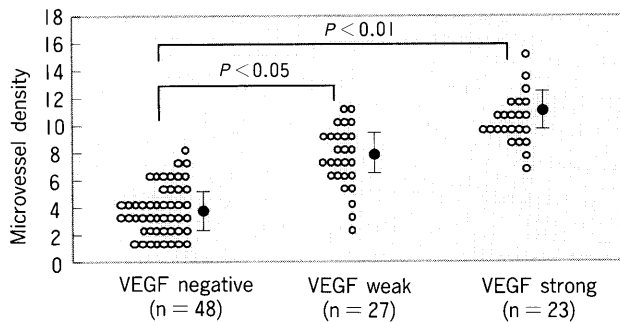 18
16
14
12
10
8
6
4
2
0
Microvessel density
P<0.01
P<0.05
VEGF negative
(n = 48)
VEGF weak
(n = 27)
VEGF strong
(n = 23)